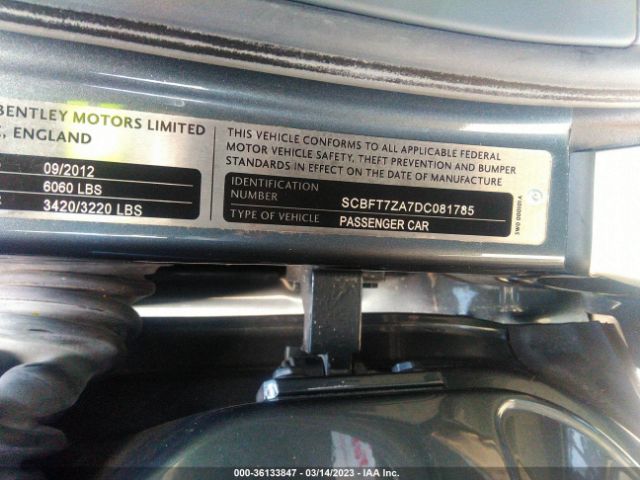 BENTLEY MOTORS LIMITED
, ENGLAND
09/2012
6060 LBS
3420/3220 LBS
THIS VEHICLE CONFORMS TO ALL APPLICABLE FEDERAL
MOTOR VEHICLE SAFETY, THEFT PREVENTION AND BUMPER
STANDARDS IN EFFECT ON THE DATE OF MANUFACTURE
IDENTIFICATION
NUMBER
SCBFT7ZA7DC081785
TYPE OF VEHICLE
PASSENGER CAR
000-36133847 — 03/14/2023 — IAA Inc.